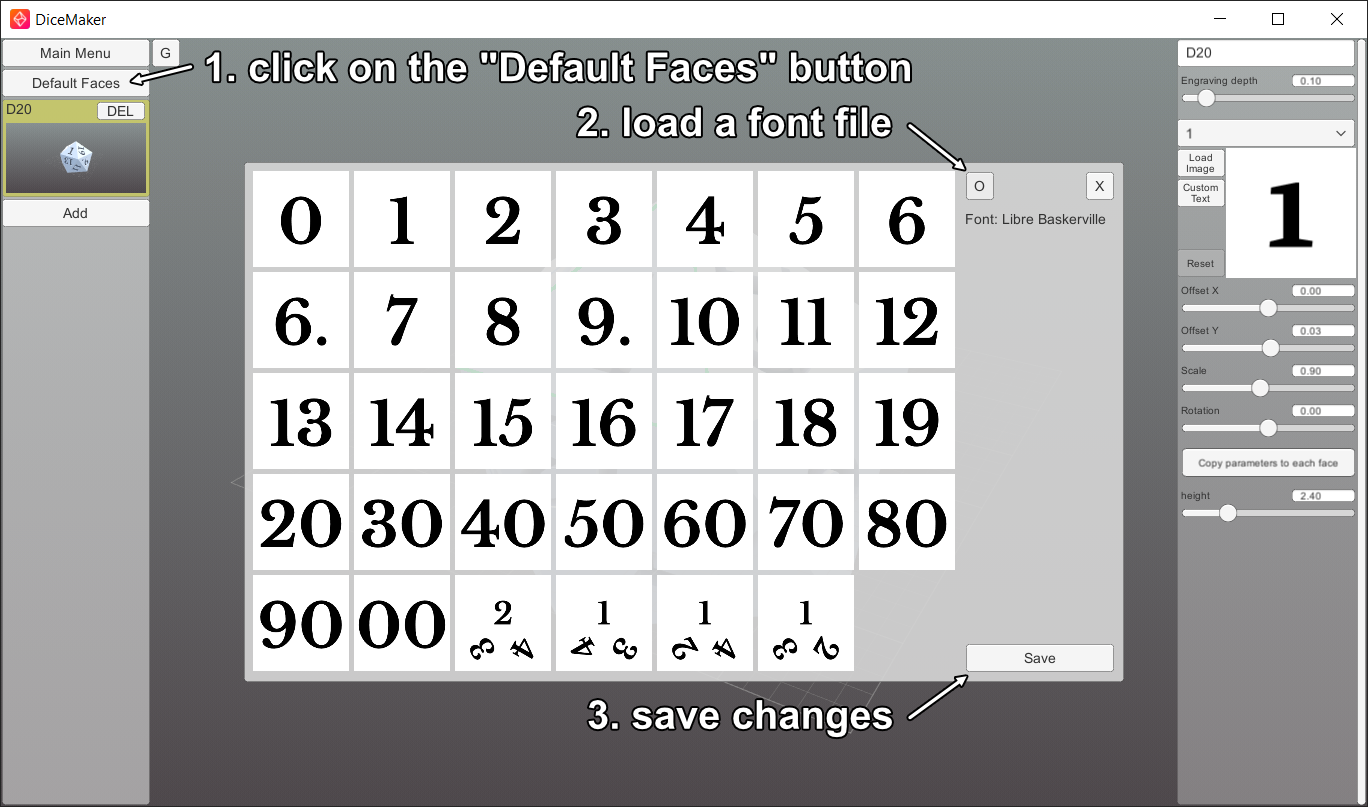 DiceMaker
Main Menu
G
Default Faces
1. click on the "Default Faces" button
D20
DEL
Add
2. load a font file
0 1 2 3 4 5 6
6. 7 8 9. 10 11 12
13 14 15 16 17 18 19
20 30 40 50 60 70 80
90 00
2
3 4
1
4 3
1
2 4
1
3 2
O
X
Font: Libre Baskerville
Save
3. save changes
D20
Engraving depth 0.10
1
Load
Image
Custom
Text
Reset
1
Offset X 0.00
Offset Y 0.03
Scale 0.90
Rotation 0.00
Copy parameters to each face
height 2.40